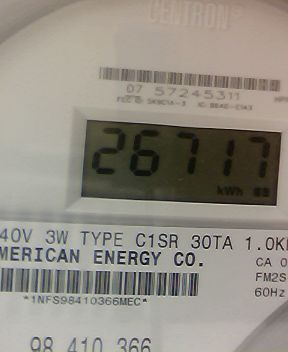 CENTRON®
07 57245311
26717
kWh
40V 3W TYPE C1SR 30TA 1.0K
MERICAN ENERGY CO.
CA 0
FM2S
60Hz
*1NFS98410366MEC*
98 410 366